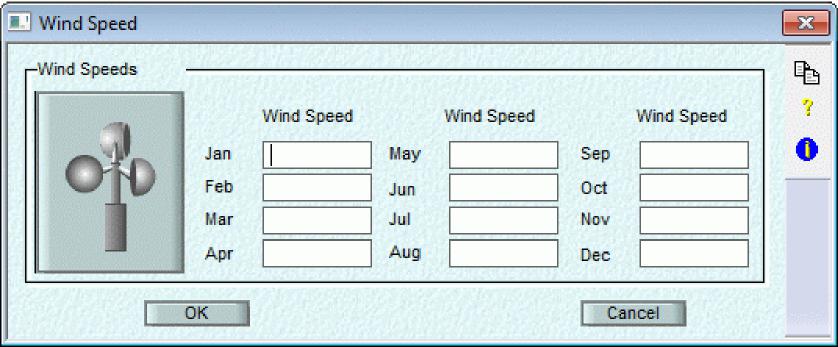 Wind Speed
Wind Speeds
?
i
Wind Speed Wind Speed Wind Speed
Jan May Sep
Feb Jun Oct
Mar Jul Nov
Apr Aug Dec
OK Cancel